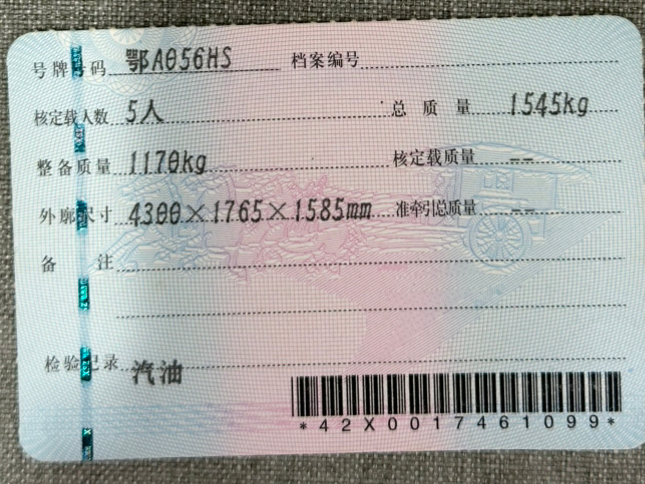 号牌号码 鄂A056HS 档案编号
核定载人数 5人 总质量 1545kg
整备质量 1170kg 核定载质量 --
外廓尺寸 4300×1765×1585mm 准牵引总质量 --
备注
检验记录 汽油
*42X0017461099*